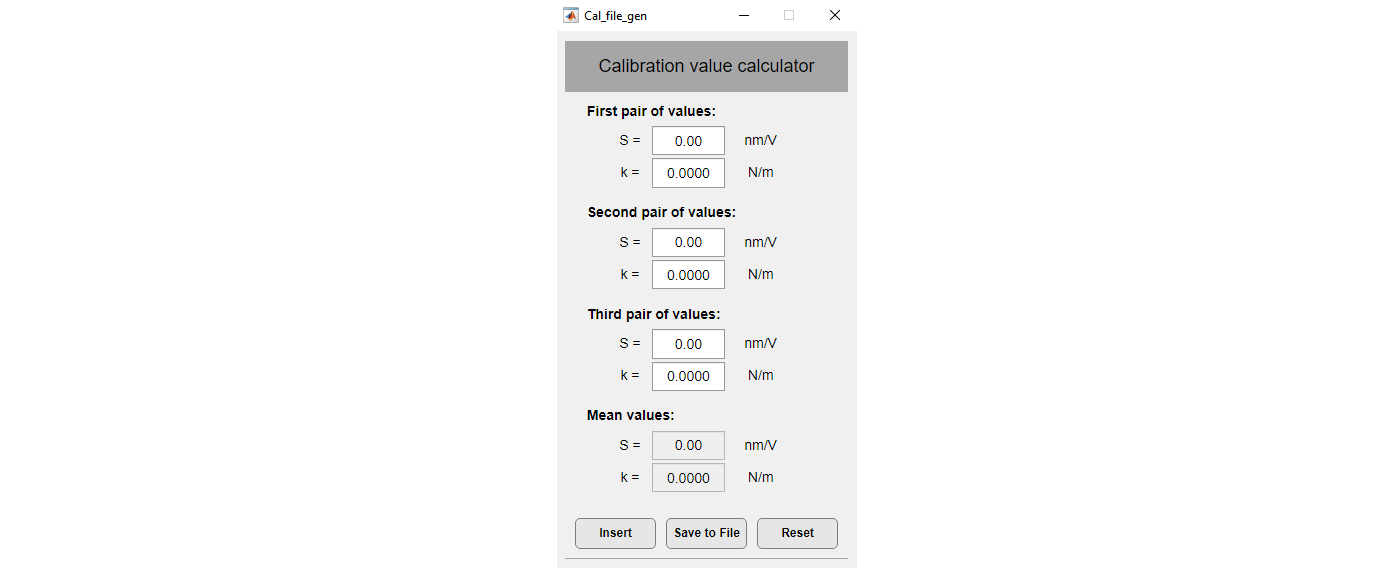 Cal_file_gen
Calibration value calculator
First pair of values:
S = 0.00 nm/V
k = 0.0000 N/m
Second pair of values:
S = 0.00 nm/V
k = 0.0000 N/m
Third pair of values:
S = 0.00 nm/V
k = 0.0000 N/m
Mean values:
S = 0.00 nm/V
k = 0.0000 N/m
Insert Save to File Reset